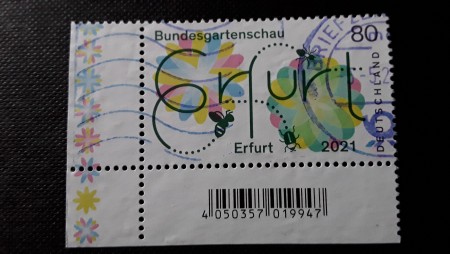 Bundesgartenschau 80
Erfurt
DEUTSCHLAND
Erfurt 2021
4 050357 019947